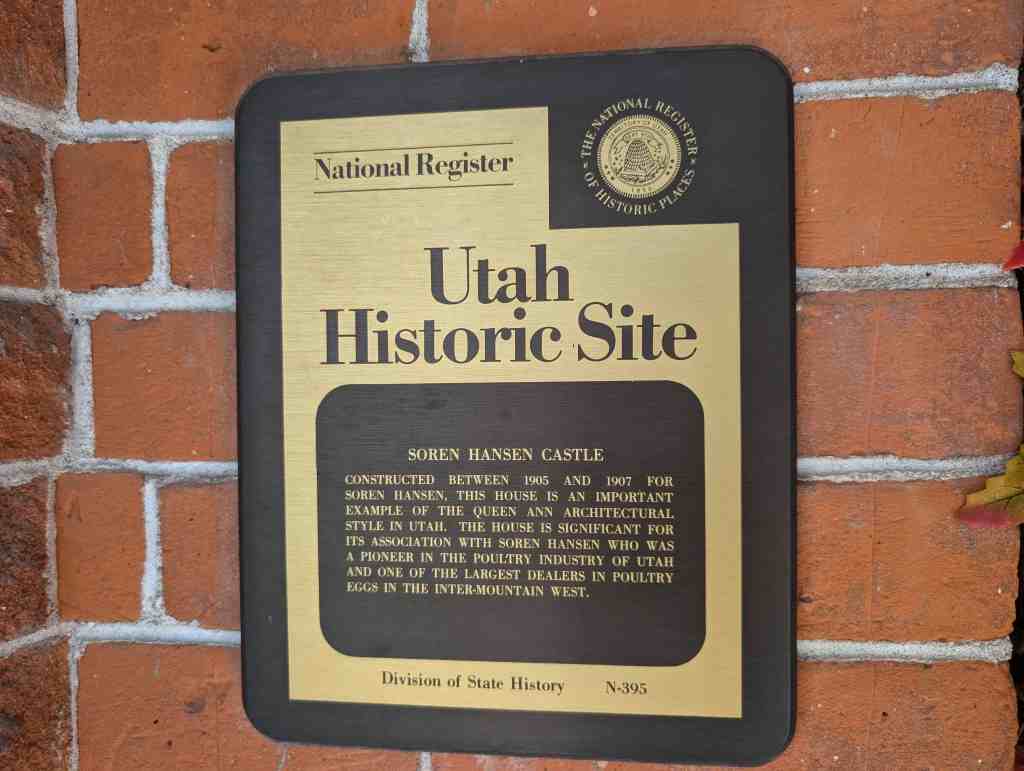 National Register
THE NATIONAL REGISTER
OF HISTORIC PLACES
Utah
Historic Site
SOREN HANSEN CASTLE
CONSTRUCTED BETWEEN 1905 AND 1907 FOR
SOREN HANSEN, THIS HOUSE IS AN IMPORTANT
EXAMPLE OF THE QUEEN ANN ARCHITECTURAL
STYLE IN UTAH. THE HOUSE IS SIGNIFICANT FOR
ITS ASSOCIATION WITH SOREN HANSEN WHO WAS
A PIONEER IN THE POULTRY INDUSTRY OF UTAH
AND ONE OF THE LARGEST DEALERS IN POULTRY
EGGS IN THE INTER-MOUNTAIN WEST.
Division of State History N-395